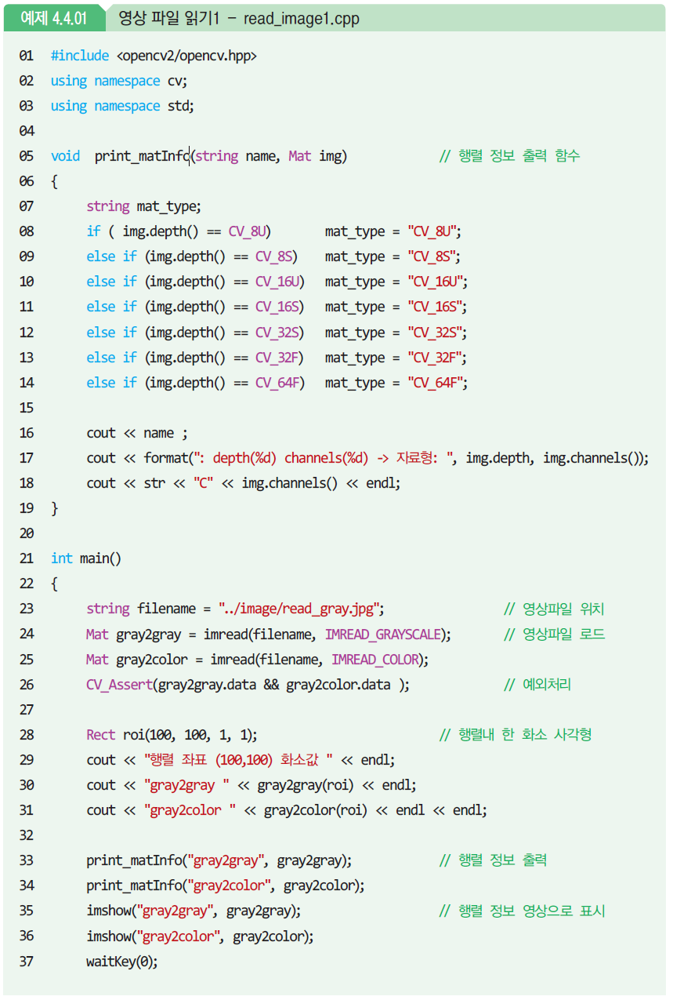 예제 4.4.01 영상 파일 읽기1 - read_image1.cpp
01 #include <opencv2/opencv.hpp>
02 using namespace cv;
03 using namespace std;
04
05 void print_matInfo(string name, Mat img) // 행렬 정보 출력 함수
06 {
07 string mat_type;
08 if ( img.depth() == CV_8U) mat_type = "CV_8U";
09 else if (img.depth() == CV_8S) mat_type = "CV_8S";
10 else if (img.depth() == CV_16U) mat_type = "CV_16U";
11 else if (img.depth() == CV_16S) mat_type = "CV_16S";
12 else if (img.depth() == CV_32S) mat_type = "CV_32S";
13 else if (img.depth() == CV_32F) mat_type = "CV_32F";
14 else if (img.depth() == CV_64F) mat_type = "CV_64F";
15
16 cout << name ;
17 cout << format(": depth(%d) channels(%d) -> 자료형: ", img.depth, img.channels());
18 cout << str << "C" << img.channels() << endl;
19 }
20
21 int main()
22 {
23 string filename = "../image/read_gray.jpg"; // 영상파일 위치
24 Mat gray2gray = imread(filename, IMREAD_GRAYSCALE); // 영상파일 로드
25 Mat gray2color = imread(filename, IMREAD_COLOR);
26 CV_Assert(gray2gray.data && gray2color.data ); // 예외처리
27
28 Rect roi(100, 100, 1, 1); // 행렬내 한 화소 사각형
29 cout << "행렬 좌표 (100,100) 화소값 " << endl;
30 cout << "gray2gray " << gray2gray(roi) << endl;
31 cout << "gray2color " << gray2color(roi) << endl << endl;
32
33 print_matInfo("gray2gray", gray2gray); // 행렬 정보 출력
34 print_matInfo("gray2color", gray2color);
35 imshow("gray2gray", gray2gray); // 행렬 정보 영상으로 표시
36 imshow("gray2color", gray2color);
37 waitKey(0);